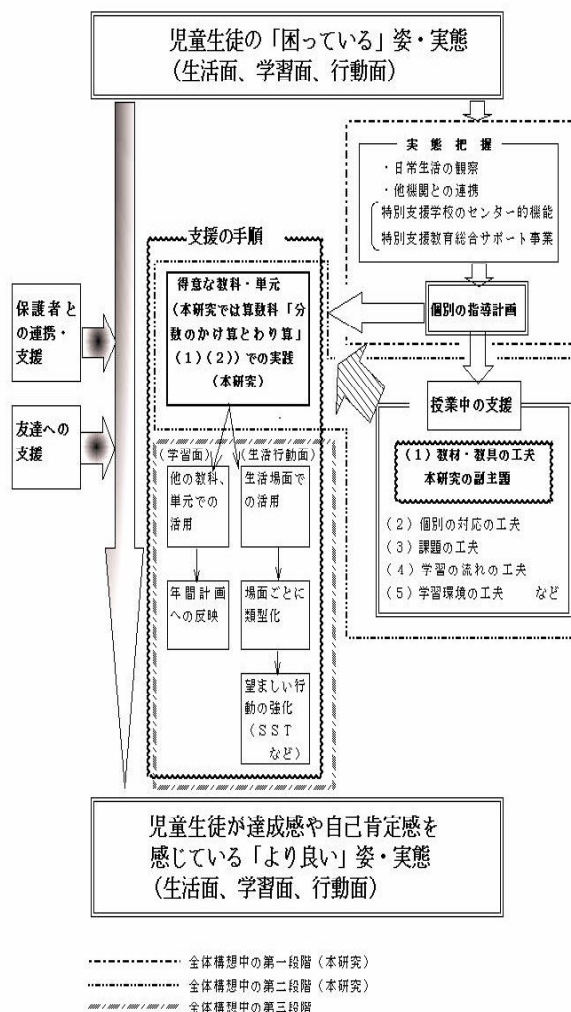 児童生徒の「困っている」姿・実態
（生活面、学習面、行動面）
実 態 把 握
・日常生活の観察
・他機関との連携
特別支援学校のセンター的機能
特別支援教育総合サポート事業
個別の指導計画
支援の手順
得意な教科・単元
（本研究では算数科「分
数のかけ算とわり算」
（１）（２））での実践
（本研究）
保護者と
の連携・
支援
友達への
支援
授業中の支援
（１）教材・教具の工夫
本研究の副主題
（２）個別の対応の工夫
（３）課題の工夫
（４）学習の流れの工夫
（５）学習環境の工夫　など
（学習面）
他の教科、
単元での
活用
年間計画
への反映
（生活行動面）
生活場面で
の活用
場面ごとに
類型化
望ましい行
動の強化
（ＳＳＴ
など）
児童生徒が達成感や自己肯定感を
感じている「より良い」姿・実態
（生活面、学習面、行動面）
全体構想中の第一段階（本研究）
全体構想中の第二段階（本研究）
全体構想中の第三段階